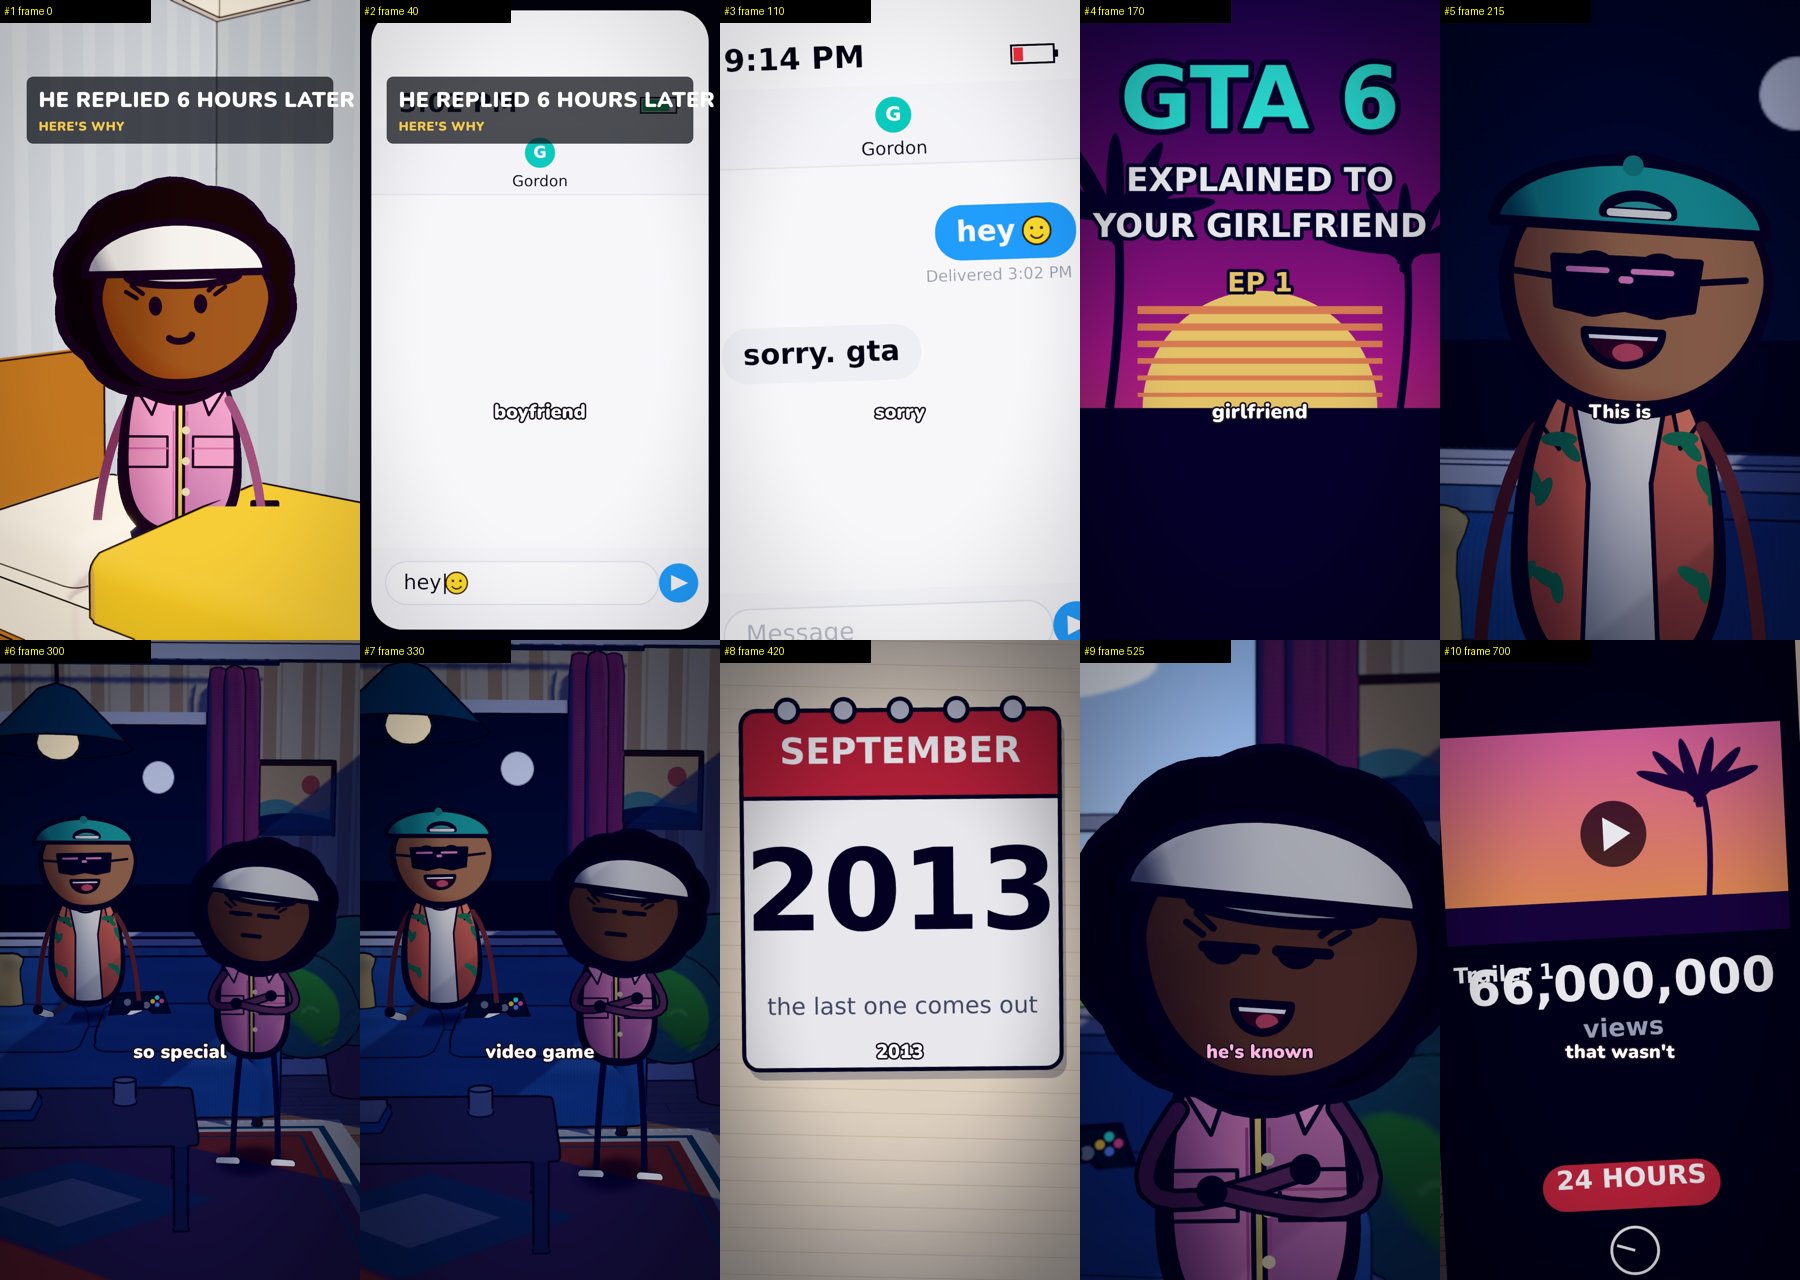 #1 frame 0
HE REPLIED 6 HOURS LATER
HERE'S WHY
#2 frame 40
HE REPLIED 6 HOURS LATER
HERE'S WHY
G
Gordon
boyfriend
hey
#3 frame 110
9:14 PM
G
Gordon
hey
Delivered 3:02 PM
sorry. gta
sorry
Message
#4 frame 170
GTA 6
EXPLAINED TO
YOUR GIRLFRIEND
EP 1
girlfriend
#5 frame 215
This is
#6 frame 300
so special
#7 frame 330
video game
#8 frame 420
SEPTEMBER
2013
the last one comes out
2013
#9 frame 525
he's known
#10 frame 700
Trailer 1
66,000,000
views
that wasn't
24 HOURS